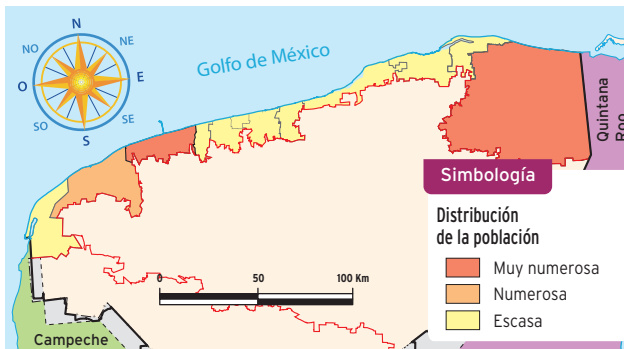 N
NO
NE
O
E
SO
SE
S
Golfo de México
Quintana
Roo
Simbología
Distribución
de la población
Muy numerosa
Numerosa
Escasa
0
50
100 Km
Campeche